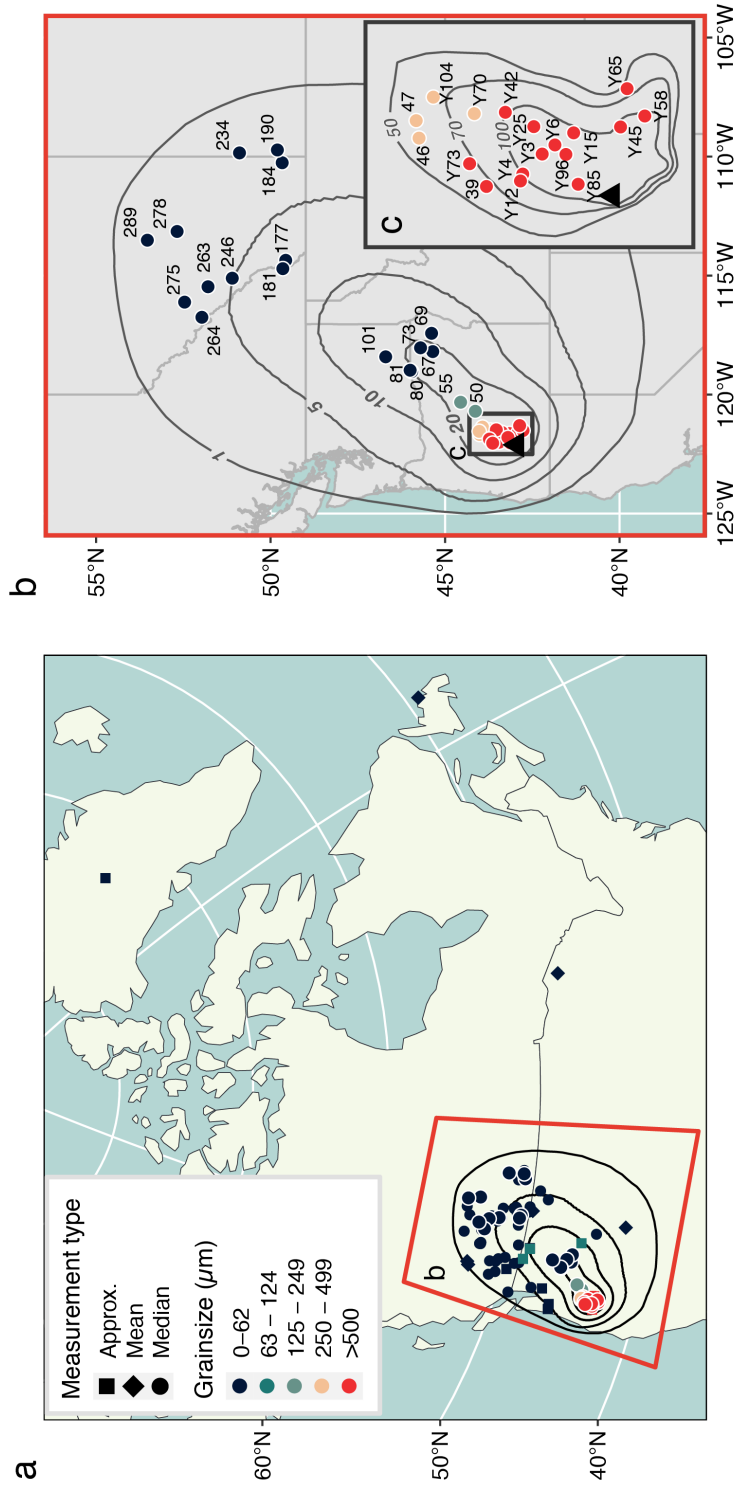 a
60°N
50°N
40°N
Measurement type
Approx.
Mean
Median
Grainsize (µm)
0–62
63 – 124
125 – 249
250 – 499
>500
b
b
55°N
50°N
45°N
40°N
125°W
120°W
115°W
110°W
105°W
1
5
10
20
289
278
275
263
264
246
234
190
184
181
177
101
81
80
73
67
69
55
50
C
C
50
70
100
46
47
Y104
Y70
Y73
39
Y42
Y25
Y4
Y3
Y12
Y6
Y96
Y15
Y85
Y45
Y58
Y65